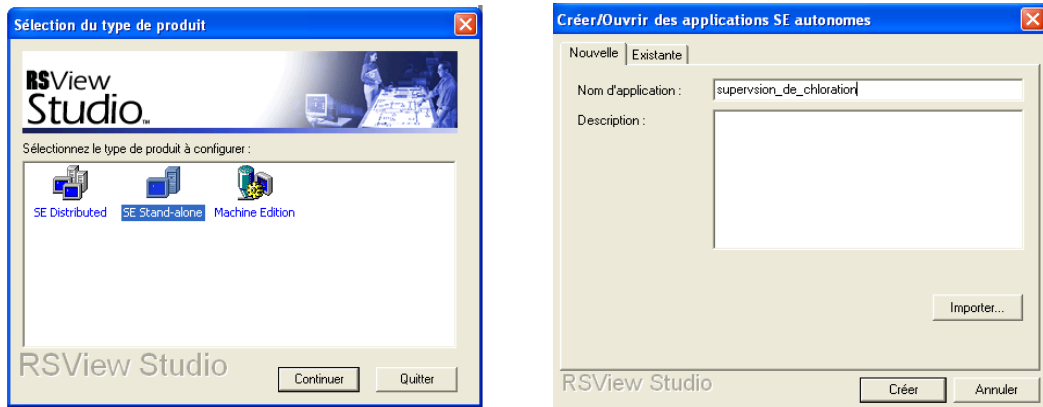 Sélection du type de produit
RSView
Studio™
Sélectionnez le type de produit à configurer :
SE Distributed
SE Stand-alone
Machine Edition
RSView Studio
Continuer
Quitter
Créer/Ouvrir des applications SE autonomes
Nouvelle
Existante
Nom d'application :
supervsion_de_chloration
Description :
Importer...
RSView Studio
Créer
Annuler